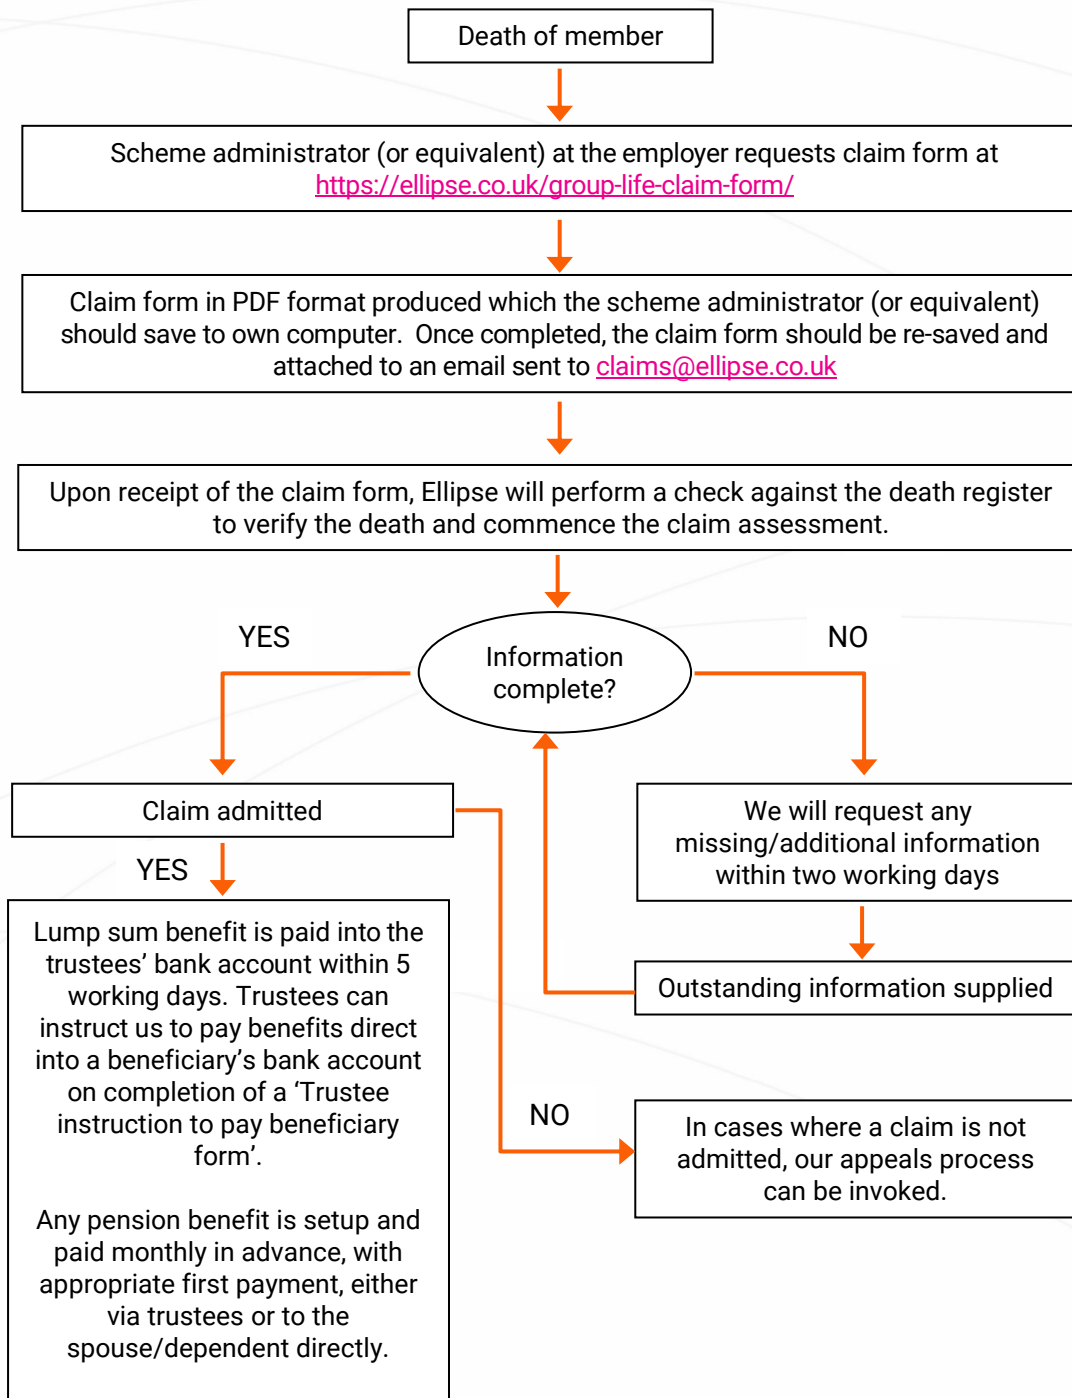 Death of member
Scheme administrator (or equivalent) at the employer requests claim form at
https://ellipse.co.uk/group-life-claim-form/
Claim form in PDF format produced which the scheme administrator (or equivalent)
should save to own computer.  Once completed, the claim form should be re-saved and
attached to an email sent to claims@ellipse.co.uk
Upon receipt of the claim form, Ellipse will perform a check against the death register
to verify the death and commence the claim assessment.
Information
complete?
YES
NO
Claim admitted
We will request any
missing/additional information
within two working days
Outstanding information supplied
YES
Lump sum benefit is paid into the
trustees’ bank account within 5
working days. Trustees can
instruct us to pay benefits direct
into a beneficiary’s bank account
on completion of a ‘Trustee
instruction to pay beneficiary
form’.
Any pension benefit is setup and
paid monthly in advance, with
appropriate first payment, either
via trustees or to the
spouse/dependent directly.
NO
In cases where a claim is not
admitted, our appeals process
can be invoked.